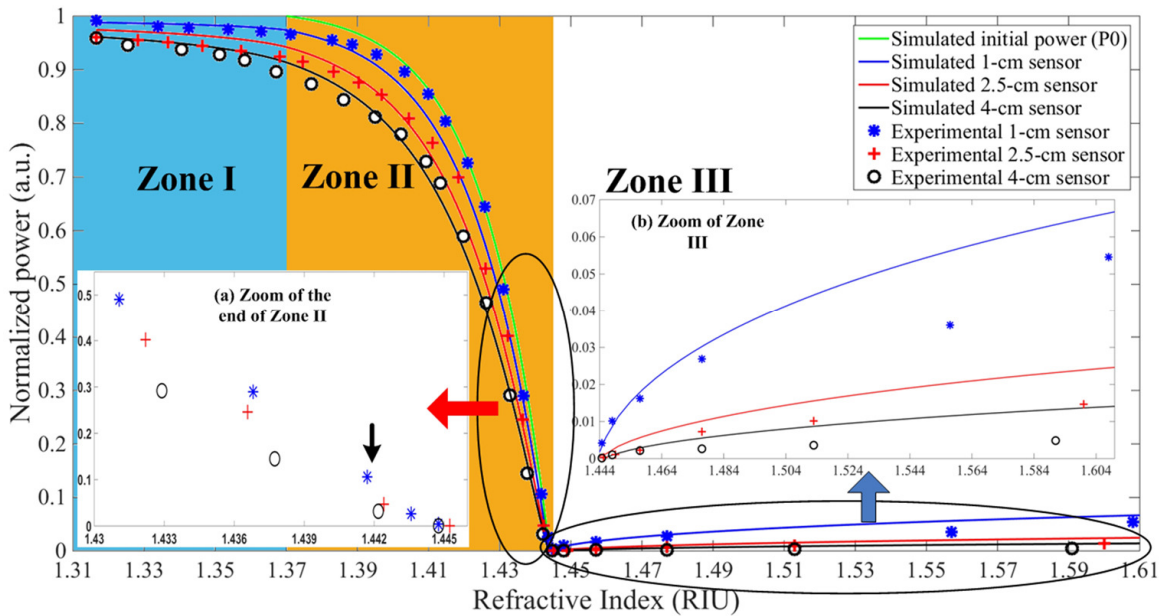 1
0.9
0.8
0.7
0.6
0.5
0.4
0.3
0.2
0.1
0
Normalized power (a.u.)
Zone I
Zone II
Zone III
Simulated initial power (P0)
Simulated 1-cm sensor
Simulated 2.5-cm sensor
Simulated 4-cm sensor
Experimental 1-cm sensor
Experimental 2.5-cm sensor
Experimental 4-cm sensor
(a) Zoom of the
end of Zone II
0.5
0.4
0.3
0.2
0.1
0
1.43 1.433 1.436 1.439 1.442 1.445
(b) Zoom of Zone
III
0.07
0.06
0.05
0.04
0.03
0.02
0.01
0
1.444 1.464 1.484 1.504 1.524 1.544 1.564 1.584 1.604
1.31 1.33 1.35 1.37 1.39 1.41 1.43 1.45 1.47 1.49 1.51 1.53 1.55 1.57 1.59 1.61
Refractive Index (RIU)